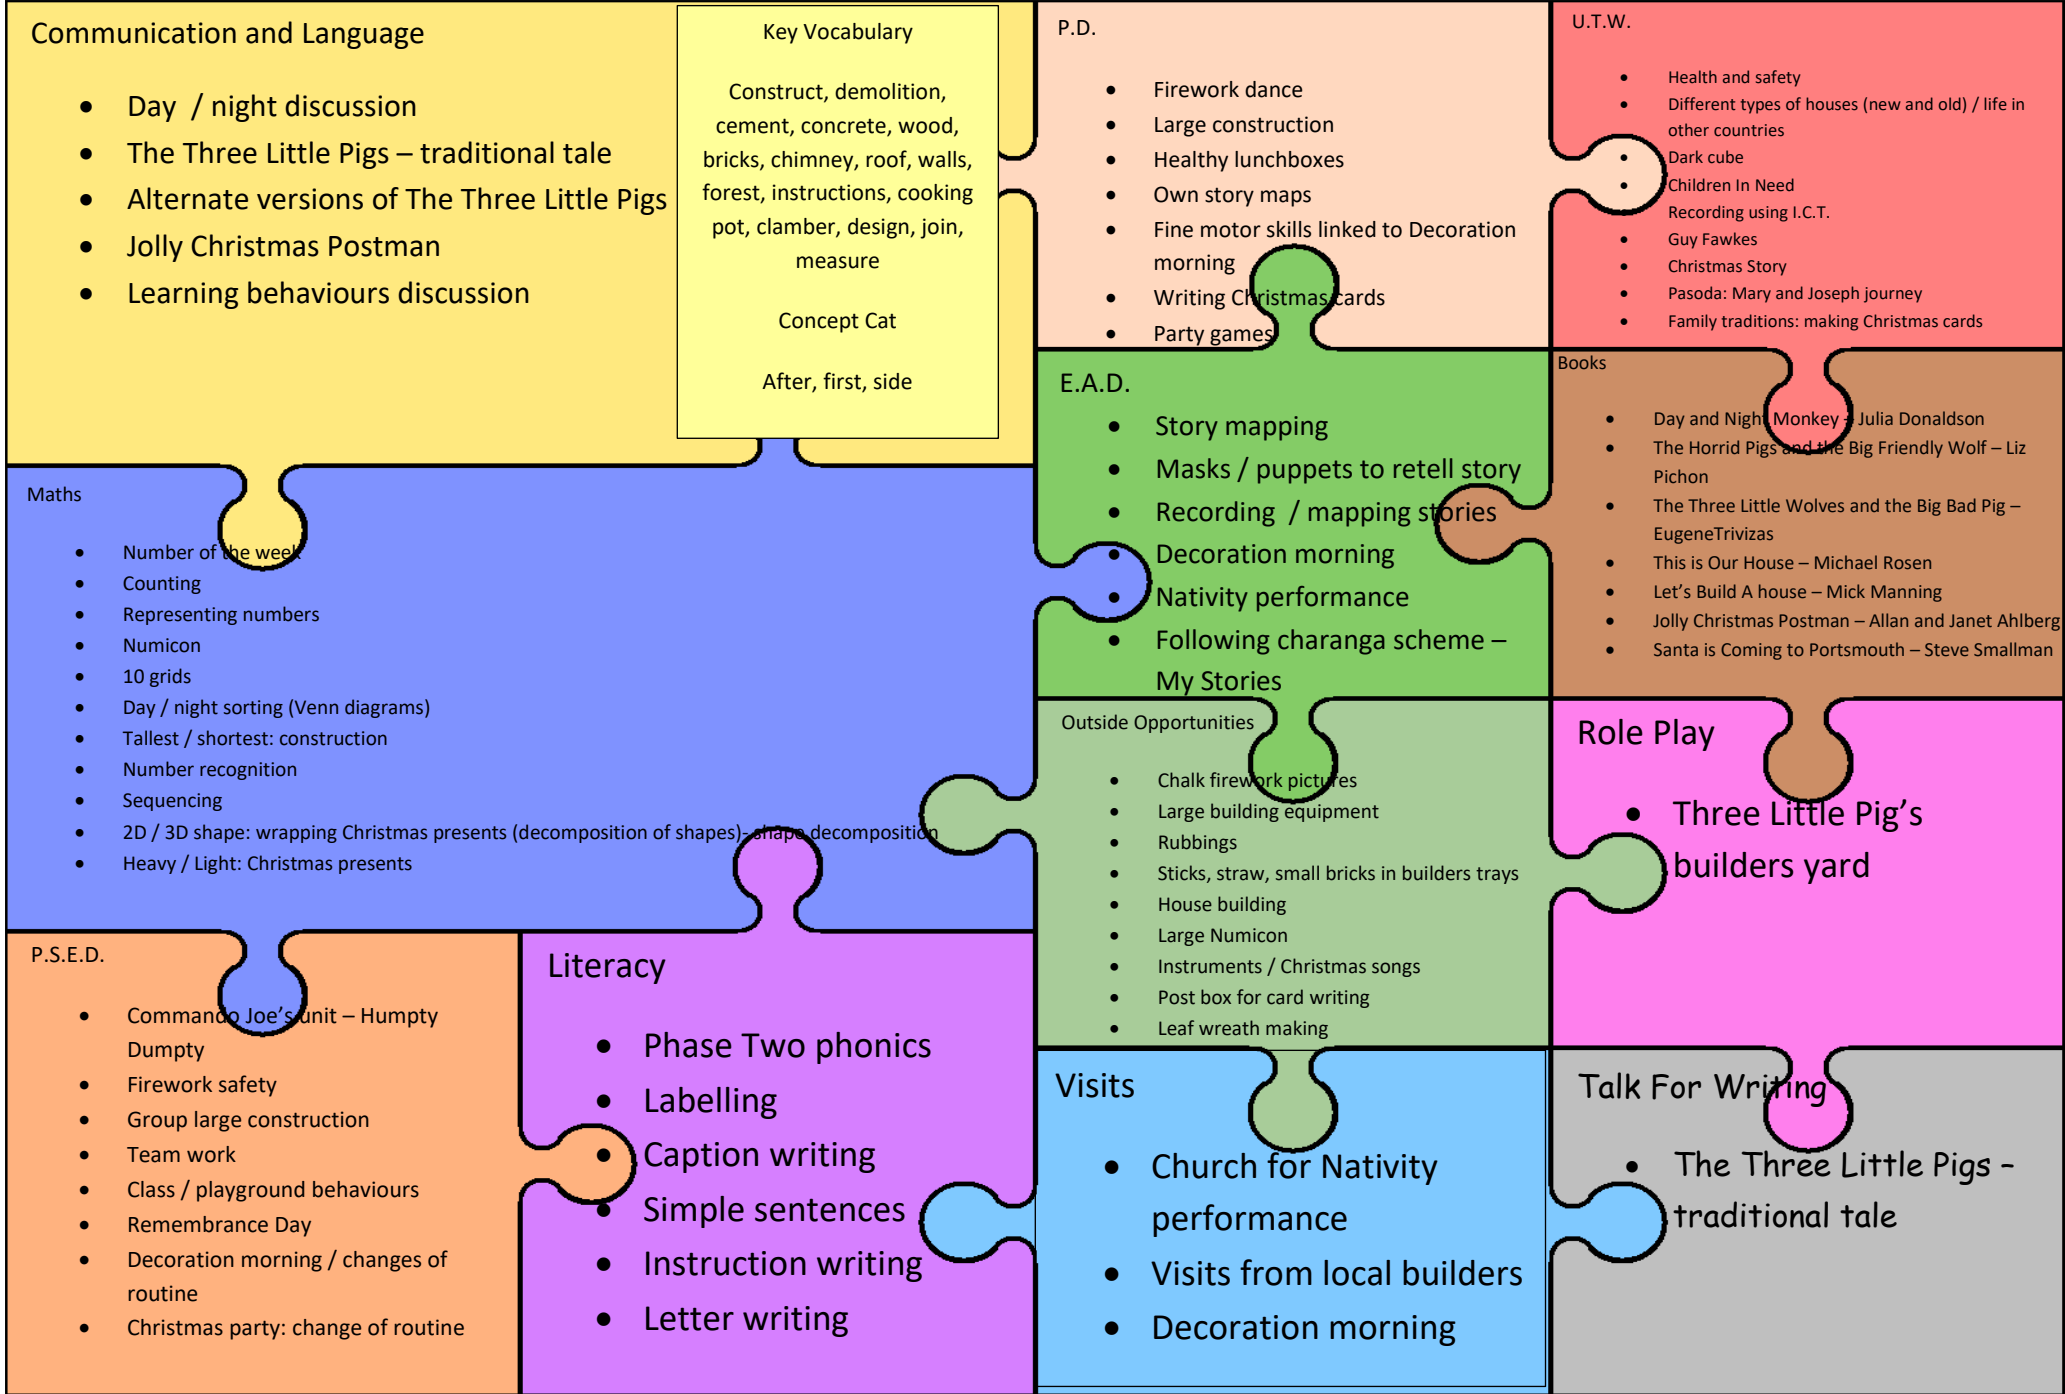 Communication and Language
• Day / night discussion
• The Three Little Pigs – traditional tale
• Alternate versions of The Three Little Pigs
• Jolly Christmas Postman
• Learning behaviours discussion
Key Vocabulary
Construct, demolition,
cement, concrete, wood,
bricks, chimney, roof, walls,
forest, instructions, cooking
pot, clamber, design, join,
measure
Concept Cat
After, first, side
P.D.
• Firework dance
• Large construction
• Healthy lunchboxes
• Own story maps
• Fine motor skills linked to Decoration
morning
• Writing Christmas cards
• Party games
U.T.W.
• Health and safety
• Different types of houses (new and old) / life in
other countries
• Dark cube
• Children In Need
Recording using I.C.T.
• Guy Fawkes
• Christmas Story
• Pasoda: Mary and Joseph journey
• Family traditions: making Christmas cards
Maths
• Number of the week
• Counting
• Representing numbers
• Numicon
• 10 grids
• Day / night sorting (Venn diagrams)
• Tallest / shortest: construction
• Number recognition
• Sequencing
• 2D / 3D shape: wrapping Christmas presents (decomposition of shapes)- shape decomposition
• Heavy / Light: Christmas presents
E.A.D.
• Story mapping
• Masks / puppets to retell story
• Recording / mapping stories
• Decoration morning
• Nativity performance
• Following charanga scheme –
My Stories
Books
• Day and Night Monkey – Julia Donaldson
• The Horrid Pigs and the Big Friendly Wolf – Liz
Pichon
• The Three Little Wolves and the Big Bad Pig –
EugeneTrivizas
• This is Our House – Michael Rosen
• Let's Build A house – Mick Manning
• Jolly Christmas Postman – Allan and Janet Ahlberg
• Santa is Coming to Portsmouth – Steve Smallman
Outside Opportunities
• Chalk firework pictures
• Large building equipment
• Rubbings
• Sticks, straw, small bricks in builders trays
• House building
• Large Numicon
• Instruments / Christmas songs
• Post box for card writing
• Leaf wreath making
Role Play
• Three Little Pig's
builders yard
P.S.E.D.
• Commando Joe's unit – Humpty
Dumpty
• Firework safety
• Group large construction
• Team work
• Class / playground behaviours
• Remembrance Day
• Decoration morning / changes of
routine
• Christmas party: change of routine
Literacy
• Phase Two phonics
• Labelling
• Caption writing
• Simple sentences
• Instruction writing
• Letter writing
Visits
• Church for Nativity
performance
• Visits from local builders
• Decoration morning
Talk For Writing
• The Three Little Pigs –
traditional tale